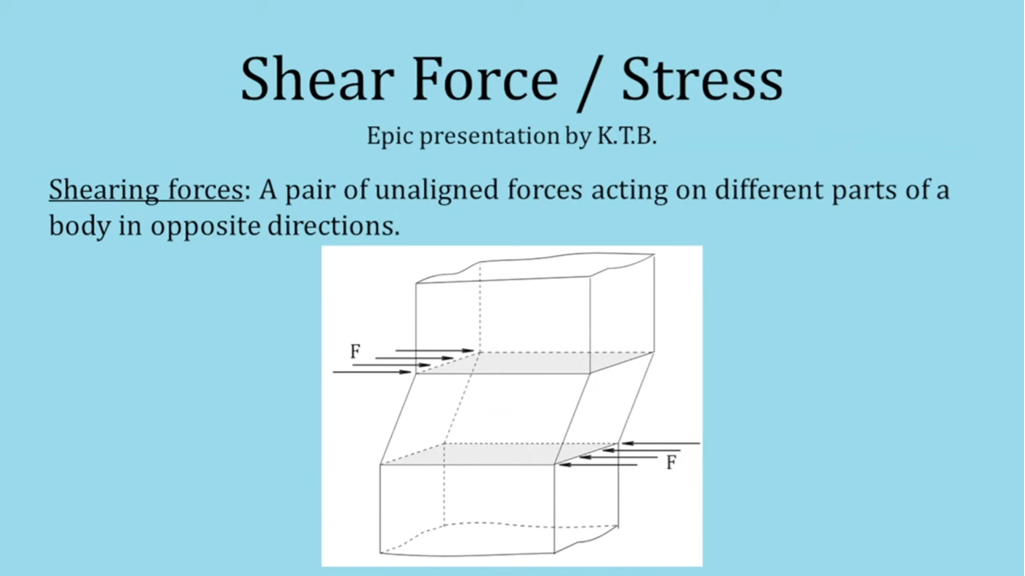 Shear Force / Stress
Epic presentation by K.T.B.
Shearing forces: A pair of unaligned forces acting on different parts of a
body in opposite directions.
F
F